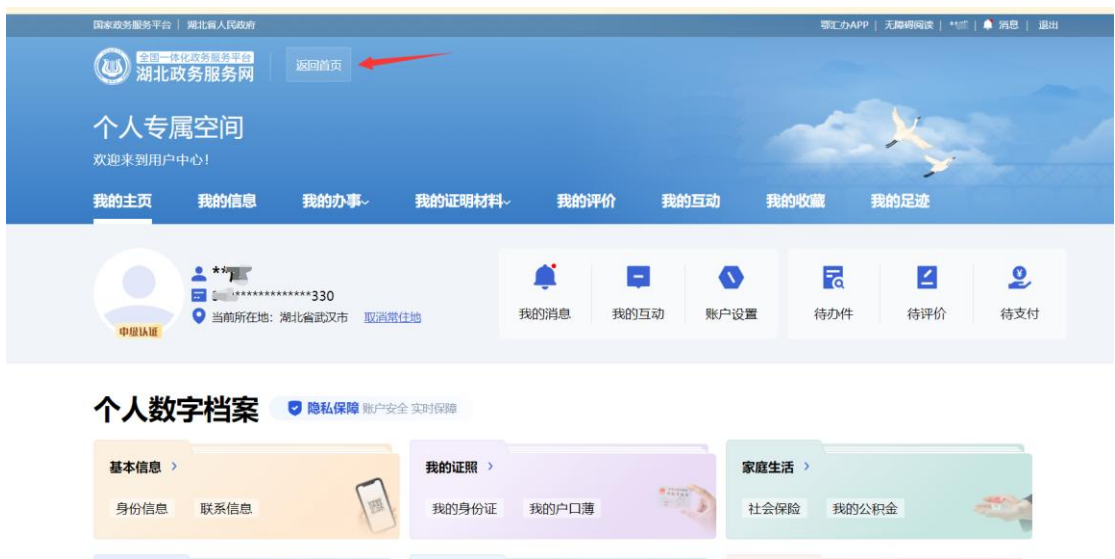 国家政务服务平台 | 湖北省人民政府
鄂汇办APP | 无障碍阅读 | | 消息 | 退出
全国一体化政务服务平台
湖北政务服务网
返回首页
个人专属空间
欢迎来到用户中心!
我的主页 我的信息 我的办事 我的证明材料 我的评价 我的互动 我的收藏 我的足迹
**************330
当前所在地: 湖北省武汉市 取消常住地
中级认证
我的消息 我的互动 账户设置 待办件 待评价 待支付
个人数字档案 隐私保障 账户安全 实时保障
基本信息 > 我的证照 > 家庭生活 >
身份信息 联系信息 我的身份证 我的户口薄 社会保险 我的公积金